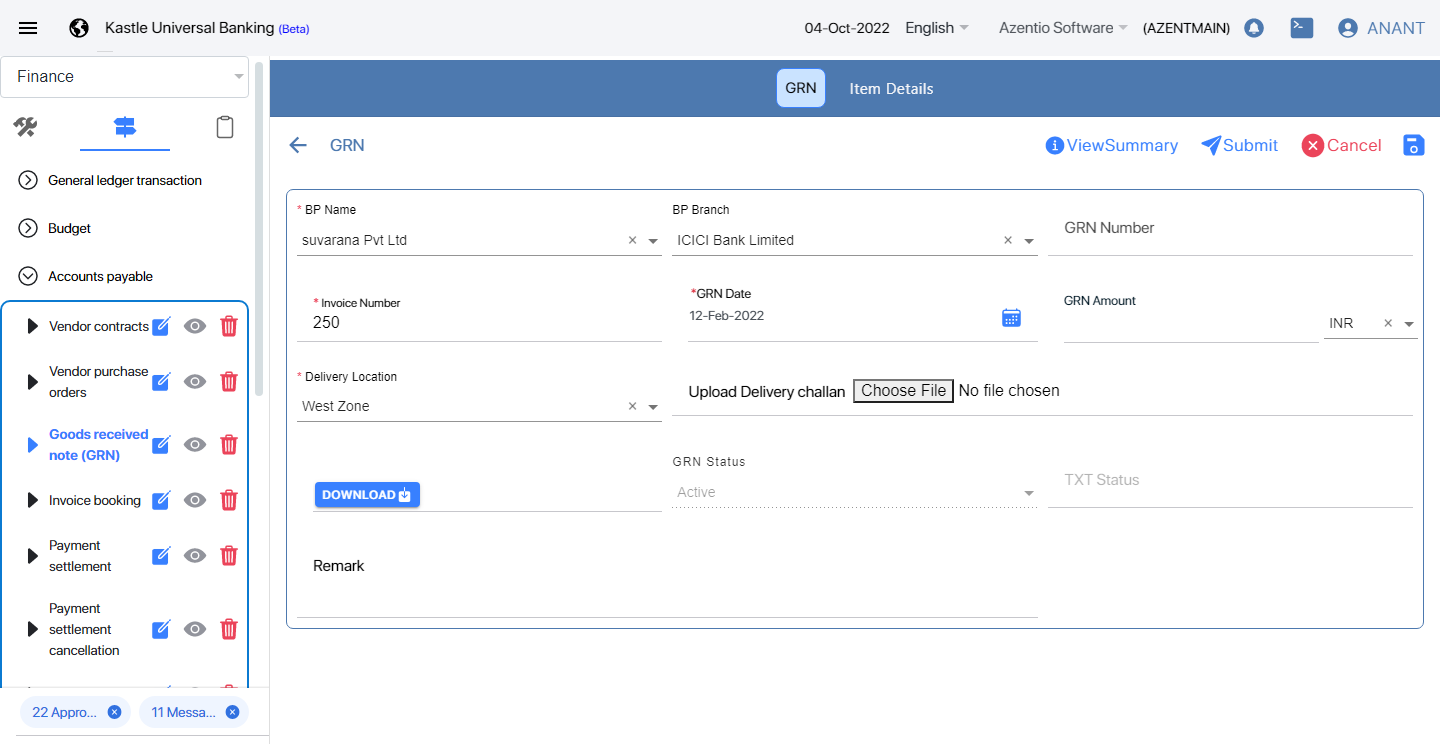 Kastle Universal Banking (Beta)
04-Oct-2022 English Azentio Software (AZENTMAIN) ANANT
Finance
General ledger transaction
Budget
Accounts payable
Vendor contracts
Vendor purchase
orders
Goods received
note (GRN)
Invoice booking
Payment
settlement
Payment
settlement
cancellation
22 Appro... 11 Messa...
GRN Item Details
GRN
ViewSummary Submit Cancel
* BP Name BP Branch
GRN Number
suvarana Pvt Ltd ICICI Bank Limited
*GRN Date
* Invoice Number GRN Amount
12-Feb-2022
250 INR
* Delivery Location
Upload Delivery challan Choose File No file chosen
West Zone
GRN Status
TXT Status
DOWNLOAD Active
Remark